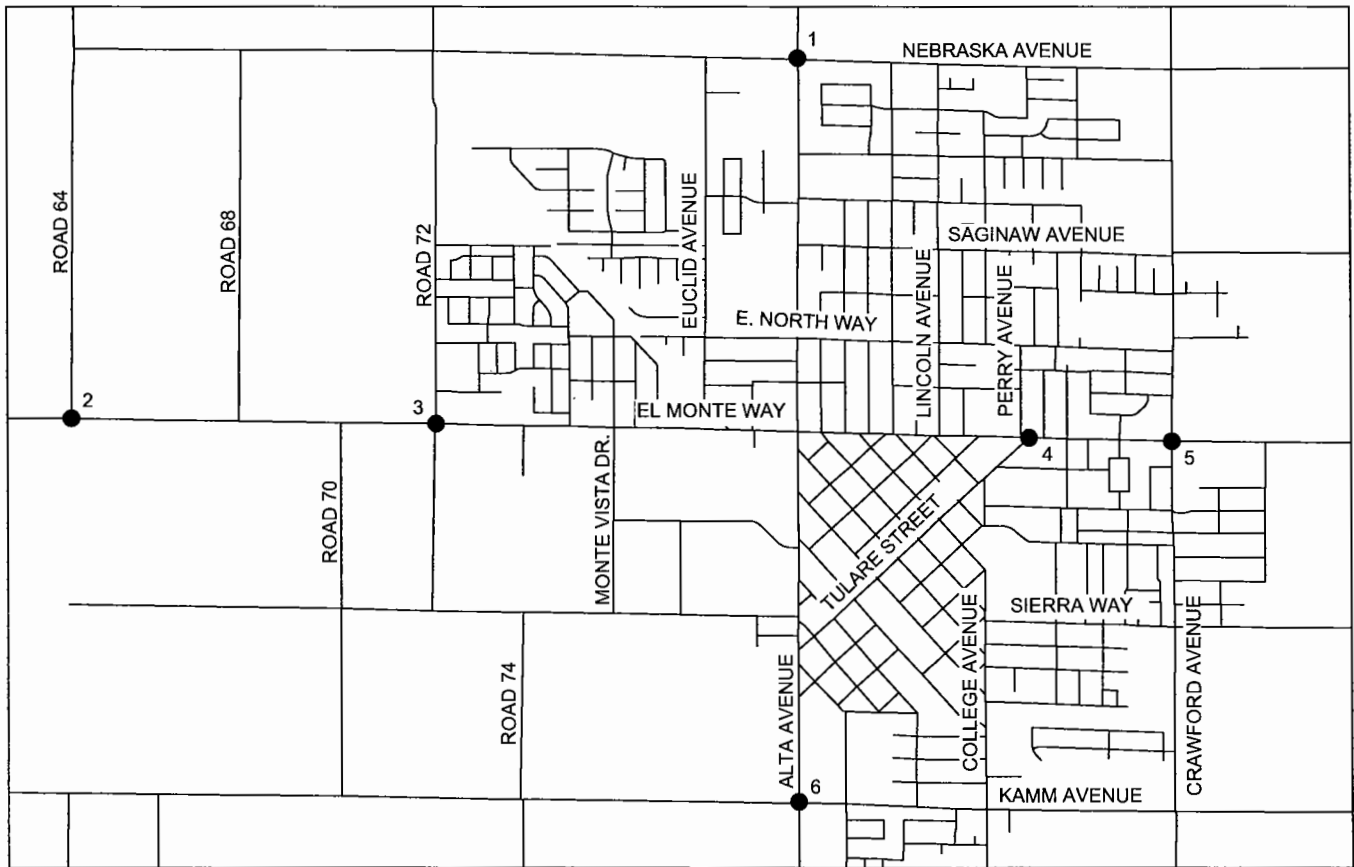 1
NEBRASKA AVENUE
ROAD 64
ROAD 68
ROAD 72
EUCLID AVENUE
SAGINAW AVENUE
E. NORTH WAY
LINCOLN AVENUE
PERRY AVENUE
2
3
EL MONTE WAY
4
5
ROAD 70
MONTE VISTA DR.
TULARE STREET
SIERRA WAY
ROAD 74
ALTA AVENUE
COLLEGE AVENUE
CRAWFORD AVENUE
6
KAMM AVENUE